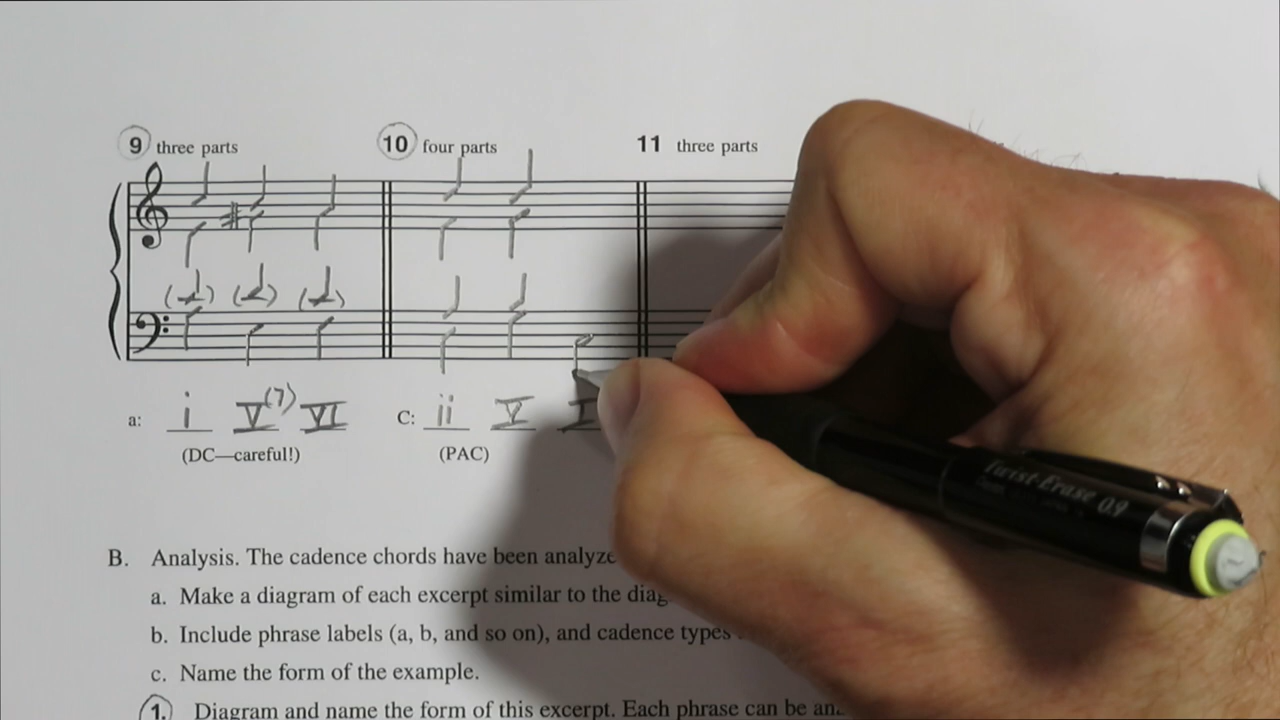 9 three parts 10 four parts 11 three parts
a: i V(7) VI C: ii V I
(DC—careful!) (PAC)
Twist-Erase 0.9
B. Analysis. The cadence chords have been analyze
a. Make a diagram of each excerpt similar to the diag
b. Include phrase labels (a, b, and so on), and cadence types
c. Name the form of the example.
1. Diagram and name the form of this excerpt. Each phrase can be an